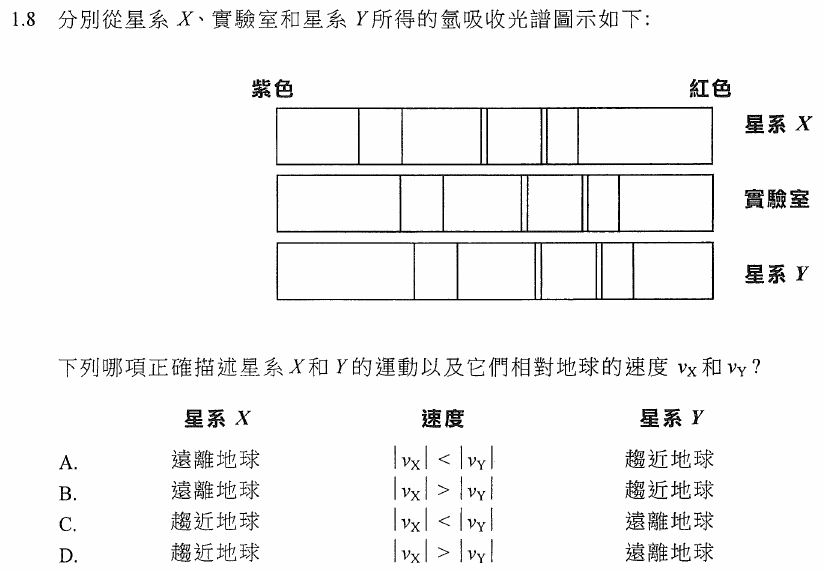 1.8 分別從星系 X、實驗室和星系 Y所得的氫吸收光譜圖示如下:
紫色 紅色
星系 X
實驗室
星系 Y
下列哪項正確描述星系 X和 Y的運動以及它們相對地球的速度 vX和 vY?
星系 X 速度 星系 Y
A. 遠離地球 |vX| < |vY| 趨近地球
B. 遠離地球 |vX| > |vY| 趨近地球
C. 趨近地球 |vX| < |vY| 遠離地球
D. 趨近地球 |vX| > |vY| 遠離地球